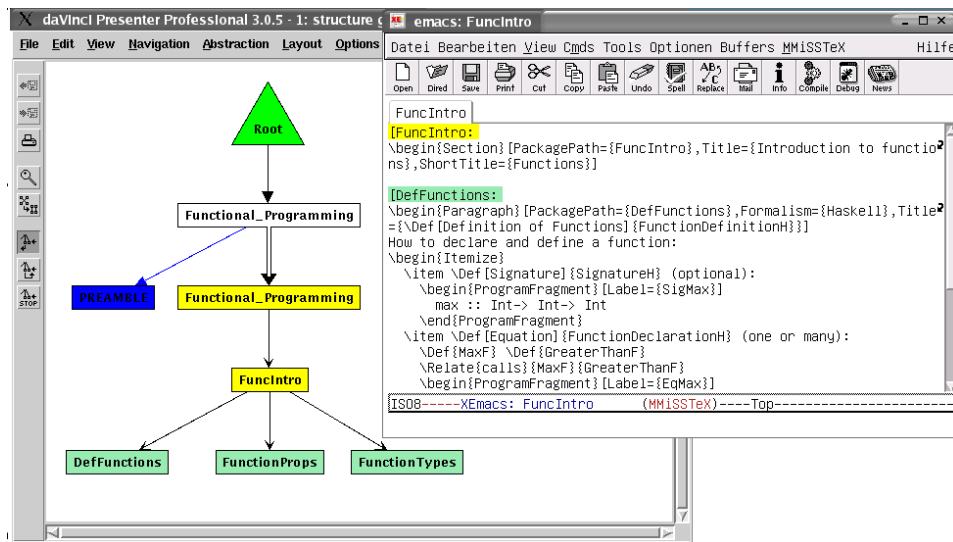 daVinci Presenter Professional 3.0.5 - 1: structure g
File Edit View Navigation Abstraction Layout Options
STOP
Root
Functional_Programming
PREAMBLE
Functional_Programming
FuncIntro
DefFunctions
FunctionProps
FunctionTypes
emacs: FuncIntro
Datei Bearbeiten View Cmds Tools Optionen Buffers MMiSSTeX Hilfe
Open Dired Save Print Cut Copy Paste Undo Spell Replace Mail Info Compile Debug News
FuncIntro
[FuncIntro:
\begin{Section}[PackagePath={FuncIntro},Title={Introduction to functio
ns},ShortTitle={Functions}]
[DefFunctions:
\begin{Paragraph}[PackagePath={DefFunctions},Formalism={Haskell},Title
={\Def[Definition of Functions]{FunctionDefinitionH}}]
How to declare and define a function:
\begin{Itemize}
\item \Def[Signature]{SignatureH} (optional):
\begin{ProgramFragment}[Label={SigMax}]
max :: Int-> Int-> Int
\end{ProgramFragment}
\item \Def[Equation]{FunctionDeclarationH} (one or many):
\Def{MaxF} \Def{GreaterThanF}
\Relate{calls}{MaxF}{GreaterThanF}
\begin{ProgramFragment}[Label={EqMax}]
ISO8-----XEmacs: FuncIntro (MMiSSTeX)----Top------------------------